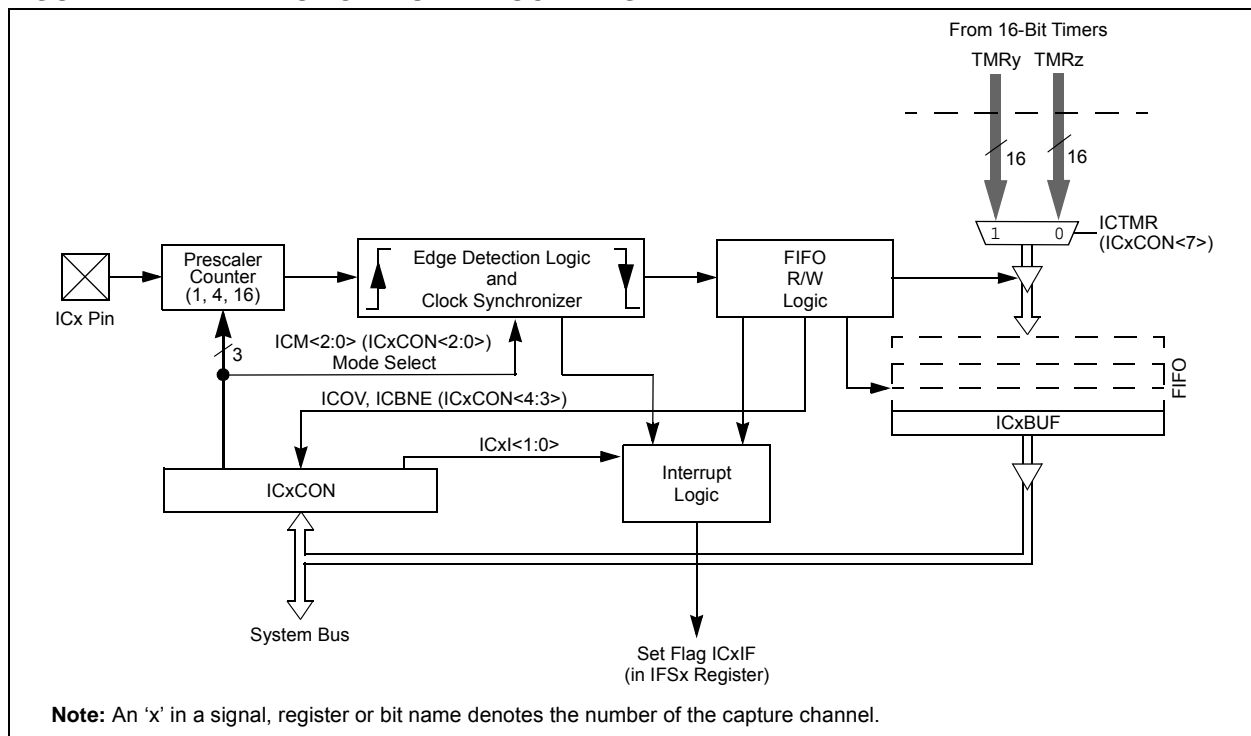 From 16-Bit Timers
TMRy TMRz
16 16
1 0
ICTMR
(ICxCON<7>)
Prescaler
Counter
(1, 4, 16)
Edge Detection Logic
and
Clock Synchronizer
FIFO
R/W
Logic
ICx Pin
3
ICM<2:0> (ICxCON<2:0>)
Mode Select
FIFO
ICOV, ICBNE (ICxCON<4:3>)
ICxBUF
ICxI<1:0>
Interrupt
Logic
ICxCON
System Bus
Set Flag ICxIF
(in IFSx Register)
Note: An ‘x’ in a signal, register or bit name denotes the number of the capture channel.